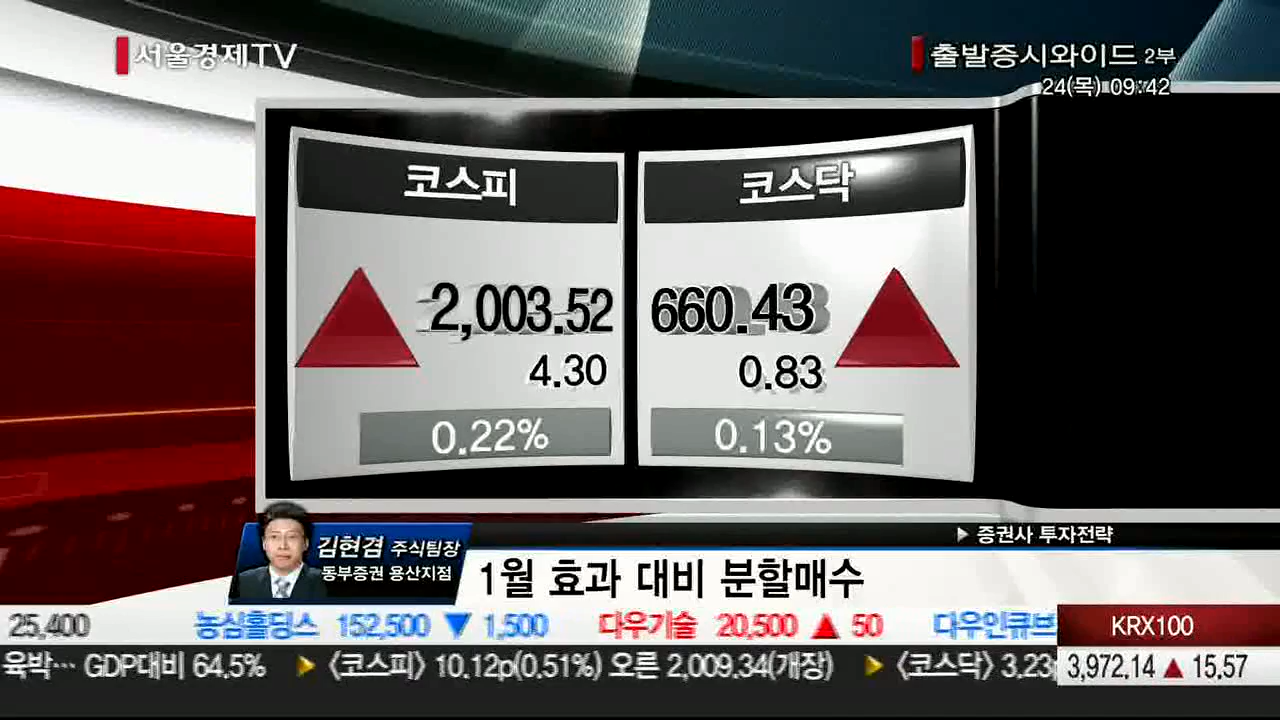 서울경제TV
출발증시와이드 2부
24(목) 09:42
코스피
2,003.52
4.30
0.22%
코스닥
660.43
0.83
0.13%
김현겸 주식팀장
동부증권 용산지점
▶ 증권사 투자전략
1월 효과 대비 분할매수
25,400 농심홀딩스 152,500 ▼ 1,500 다우기술 20,500 ▲ 50 다우인큐브
KRX100
육박… GDP대비 64.5% ▶ 〈코스피〉 10.12p(0.51%) 오른 2,009.34(개장) ▶ 〈코스닥〉 3.23p
3,972.14 ▲ 15.57